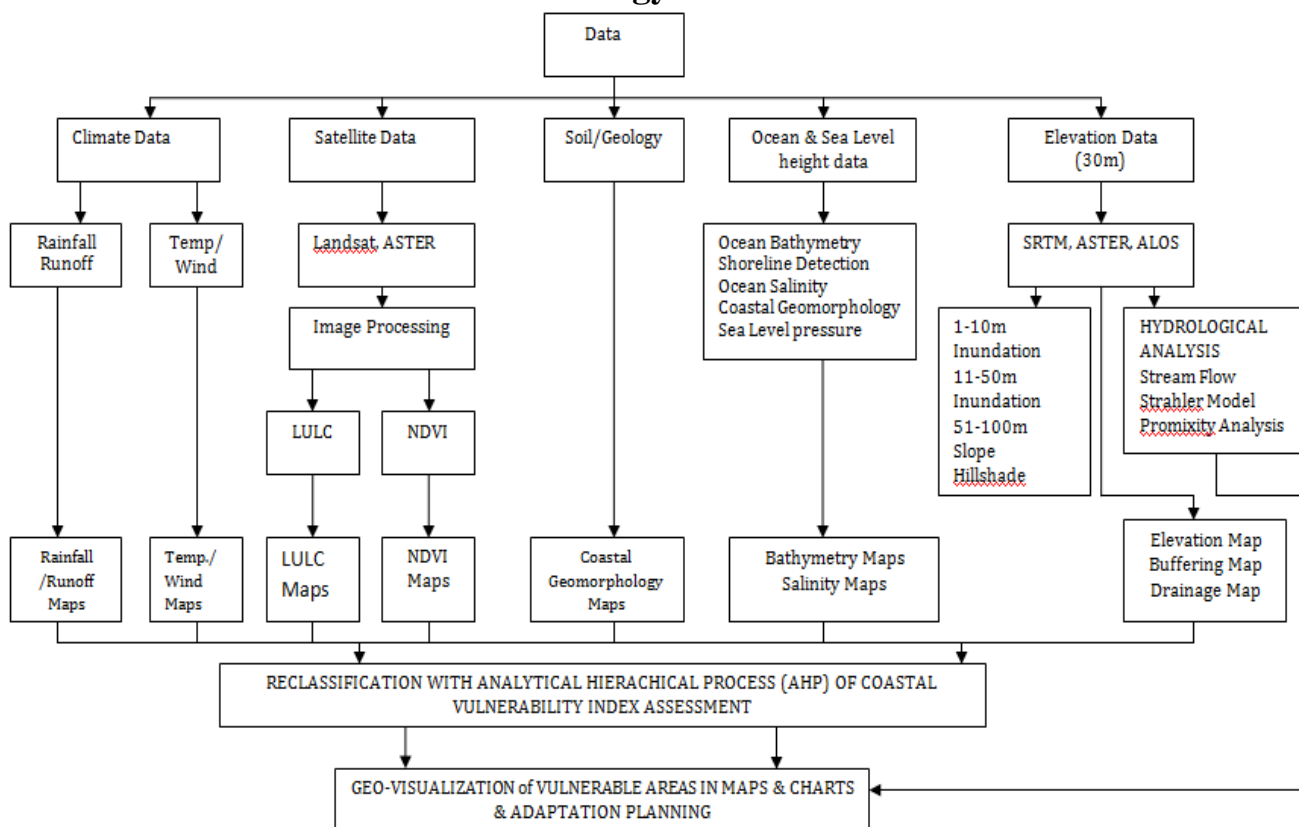 gy
Data
Climate Data
Satellite Data
Soil/Geology
Ocean & Sea Level
height data
Elevation Data
(30m)
Rainfall
Runoff
Temp/
Wind
Landsat, ASTER
Ocean Bathymetry
Shoreline Detection
Ocean Salinity
Coastal Geomorphology
Sea Level pressure
SRTM, ASTER, ALOS
Image Processing
1-10m
Inundation
11-50m
Inundation
51-100m
Slope
Hillshade
HYDROLOGICAL
ANALYSIS
Stream Flow
Strahler Model
Promixity Analysis
LULC
NDVI
Rainfall
/Runoff
Maps
Temp./
Wind
Maps
LULC
Maps
NDVI
Maps
Coastal
Geomorphology
Maps
Bathymetry Maps
Salinity Maps
Elevation Map
Buffering Map
Drainage Map
RECLASSIFICATION WITH ANALYTICAL HIERACHICAL PROCESS (AHP) OF COASTAL
VULNERABILITY INDEX ASSESSMENT
GEO-VISUALIZATION of VULNERABLE AREAS IN MAPS & CHARTS
& ADAPTATION PLANNING